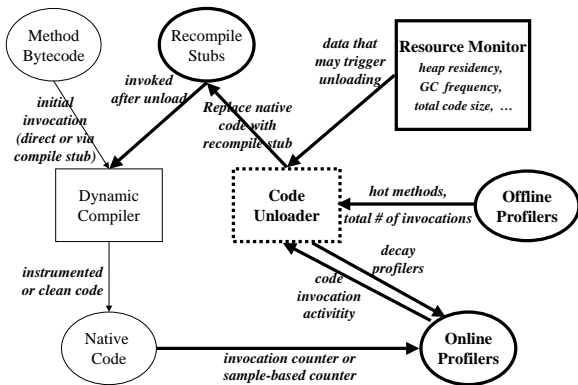 Method
Bytecode
Recompile
Stubs
data that
may trigger
unloading
Resource Monitor
heap residency,
GC frequency,
total code size, …
invoked
after unload
initial
invocation
(direct or via
compile stub)
Replace native
code with
recompile stub
Dynamic
Compiler
Code
Unloader
hot methods,
total # of invocations
Offline
Profilers
instrumented
or clean code
code
invocation
activitity
decay
profilers
Native
Code
invocation counter or
sample-based counter
Online
Profilers